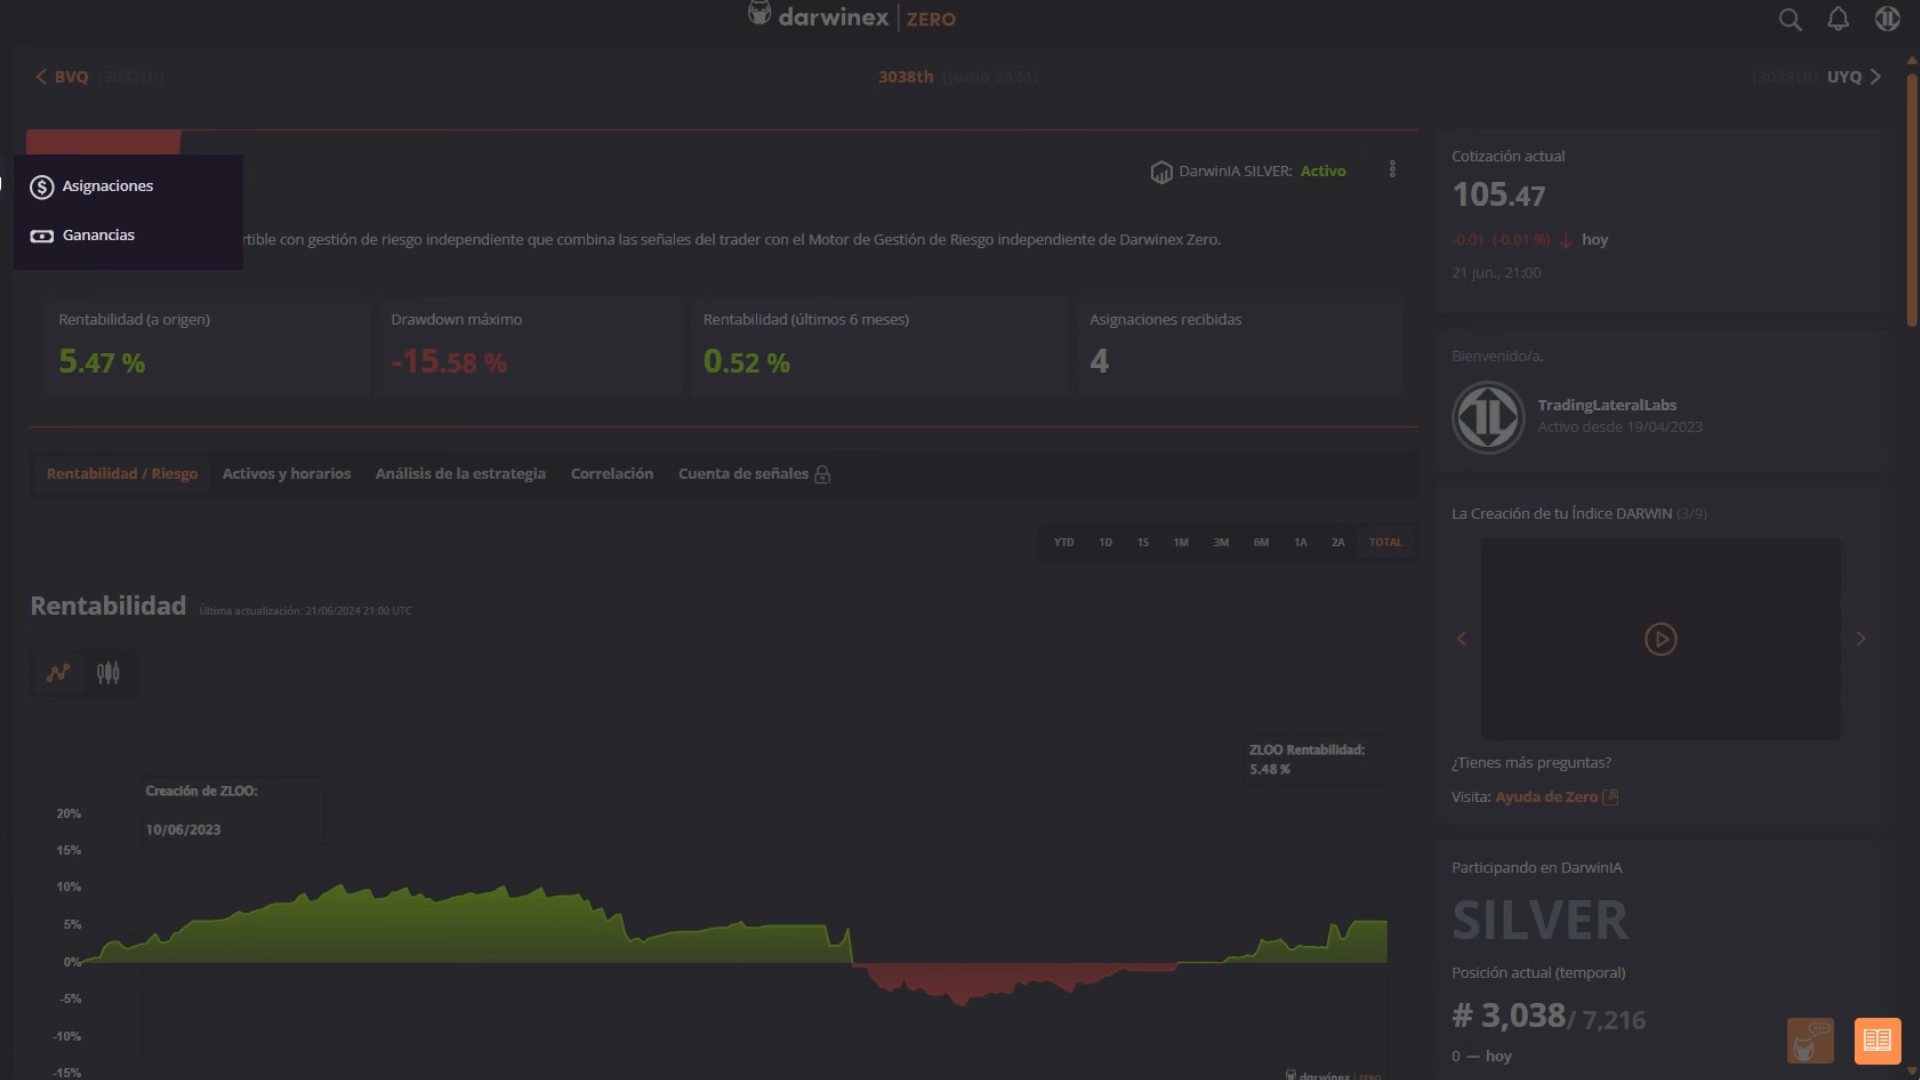 darwinex | ZERO
BVQ (3037th)
3038th (junio 2024)
(3039th) UYQ
Asignaciones
Ganancias
DarwinIA SILVER: Activo
rtible con gestión de riesgo independiente que combina las señales del trader con el Motor de Gestión de Riesgo independiente de Darwinex Zero.
Rentabilidad (a origen)
5.47 %
Drawdown máximo
-15.58 %
Rentabilidad (últimos 6 meses)
0.52 %
Asignaciones recibidas
4
Rentabilidad / Riesgo
Activos y horarios
Análisis de la estrategia
Correlación
Cuenta de señales
YTD 1D 1S 1M 3M 6M 1A 2A TOTAL
Rentabilidad Última actualización: 21/06/2024 21:00 UTC
ZLOO Rentabilidad:
5.48 %
Creación de ZLOO:
10/06/2023
20%
15%
10%
5%
0%
-5%
-10%
-15%
darwinex | ZERO
Cotización actual
105.47
-0.01 (-0.01 %) hoy
21 jun., 21:00
Bienvenido/a,
TradingLateralLabs
Activo desde 19/04/2023
La Creación de tu Índice DARWIN (3/9)
¿Tienes más preguntas?
Visita: Ayuda de Zero
Participando en DarwinIA
SILVER
Posición actual (temporal)
# 3,038 / 7,216
0 — hoy